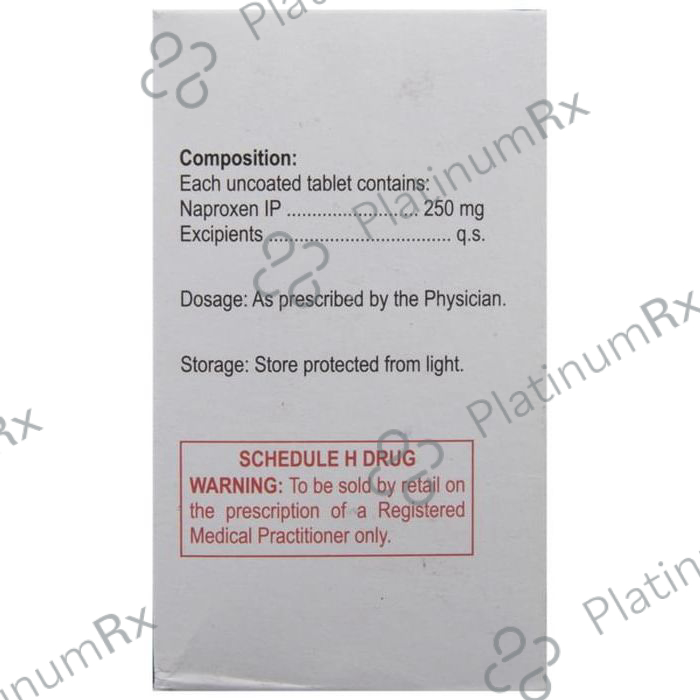 PlatinumRx
Composition:
Each uncoated tablet contains:
Naproxen IP ......................... 250 mg
Excipients ................................... q.s.
PlatinumRx
Dosage: As prescribed by the Physician.
Storage: Store protected from light.
PlatinumRx
Rx
SCHEDULE H DRUG
WARNING: To be sold by retail on
the prescription of a Registered
Medical Practitioner only.
PlatinumRx
PlatinumRx